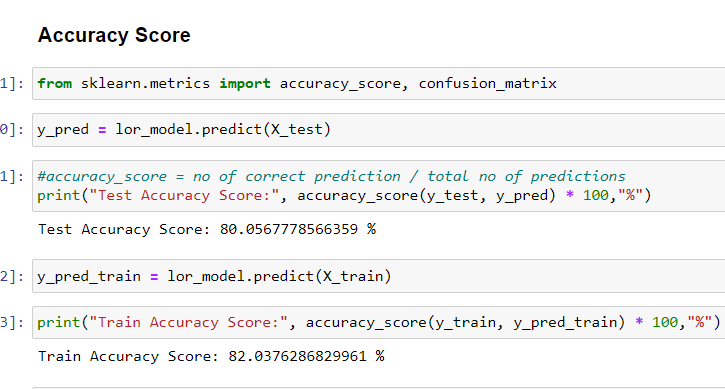 Accuracy Score
1]: from sklearn.metrics import accuracy_score, confusion_matrix
0]: y_pred = lor_model.predict(X_test)
1]: #accuracy_score = no of correct prediction / total no of predictions
print("Test Accuracy Score:", accuracy_score(y_test, y_pred) * 100,"%")
Test Accuracy Score: 80.0567778566359 %
2]: y_pred_train = lor_model.predict(X_train)
3]: print("Train Accuracy Score:", accuracy_score(y_train, y_pred_train) * 100,"%")
Train Accuracy Score: 82.0376286829961 %